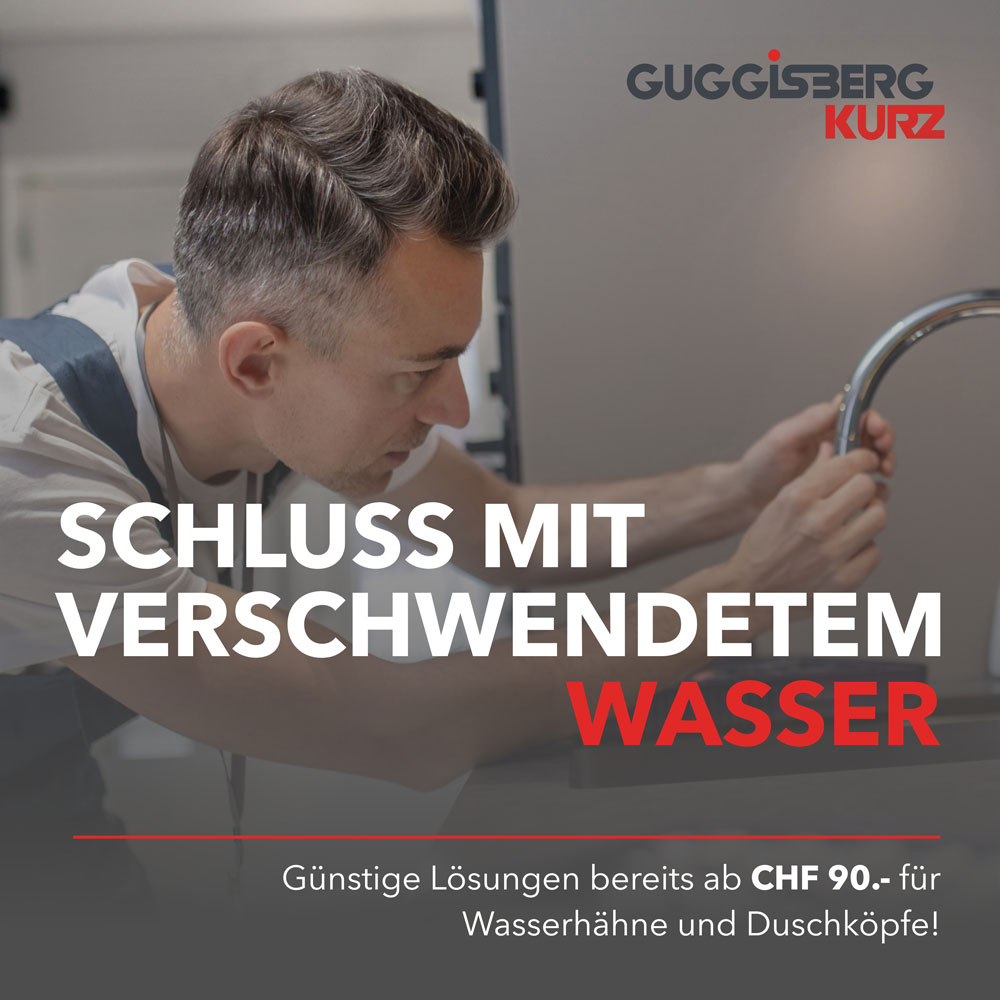 GUGGISBERG
KURZ
SCHLUSS MIT
VERSCHWENDETEM
WASSER
Günstige Lösungen bereits ab CHF 90.- für
Wasserhähne und Duschköpfe!